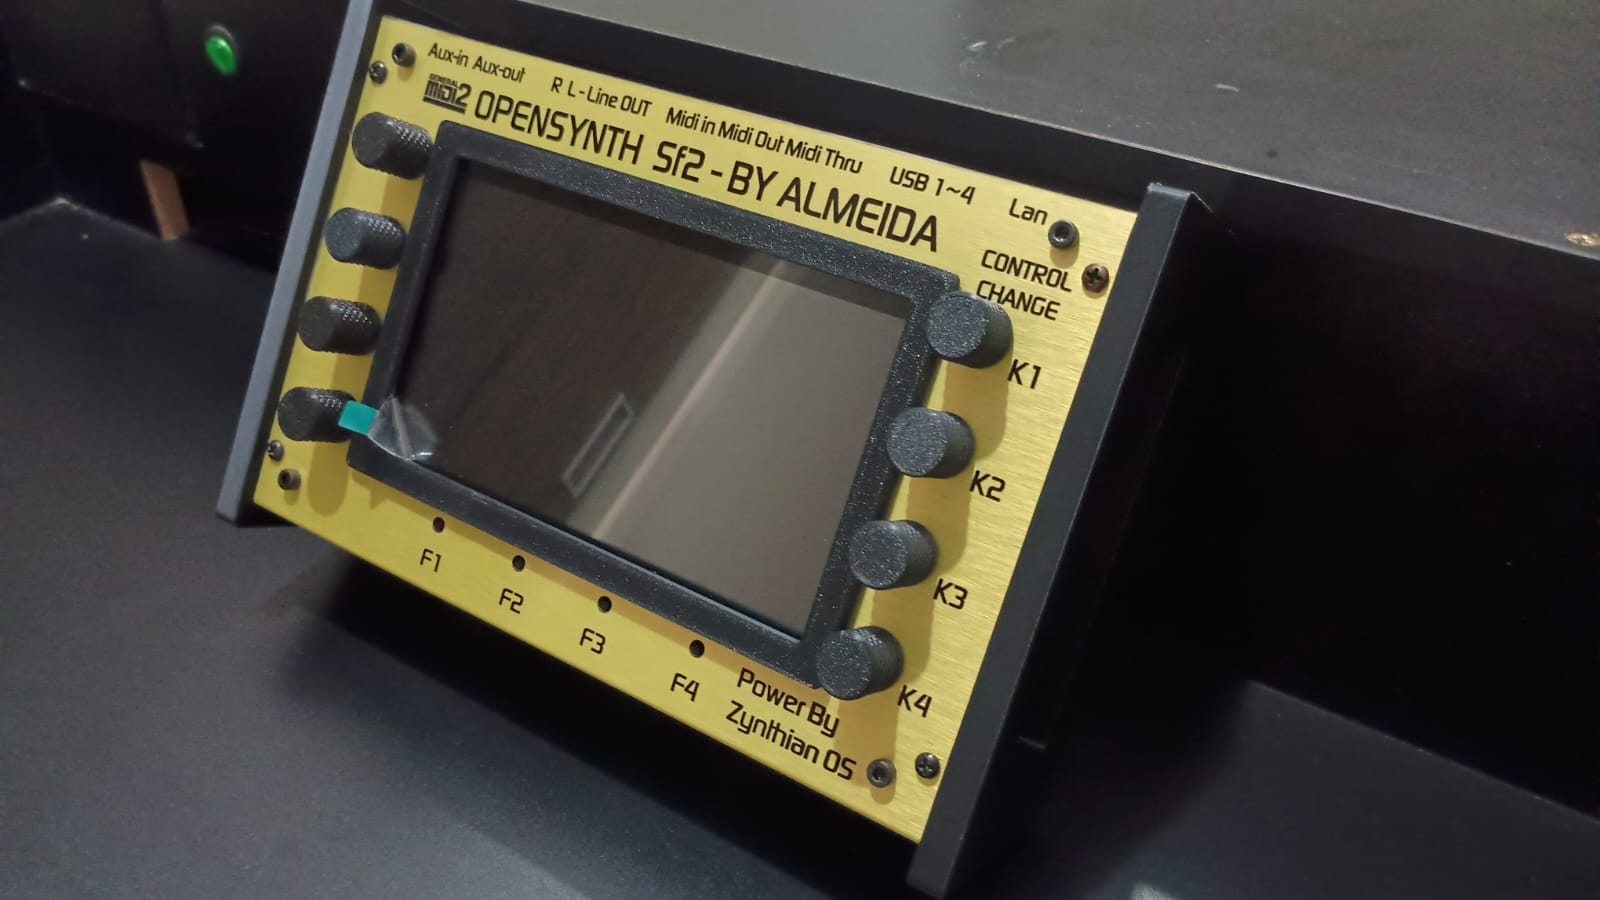 Aux-in Aux-out R L - Line OUT Midi in Midi Out Midi Thru USB 1~4 Lan
GENERAL
MIDI2
OPENSYNTH Sf2 - BY ALMEIDA
CONTROL
CHANGE
K1
K2
K3
K4
F1
F2
F3
F4
Power By
Zynthian OS